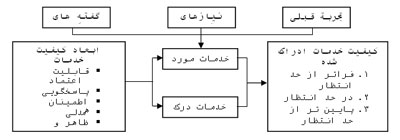 تجربة قبلی
نیازهای
گفته های
ابعاد کیفیت
خدمات
▪ قابلیت
اعتماد
▪ پاسخگویی
▪ اطمینان
▪ همدلی
▪ ظاهر و
خدمات مورد
خدمات درک
کیفیت خدمات ادراک
شده
۱. فراتر از حد
انتظار
۲. در حد انتظار
۳. پایین تر از
حد انتظار